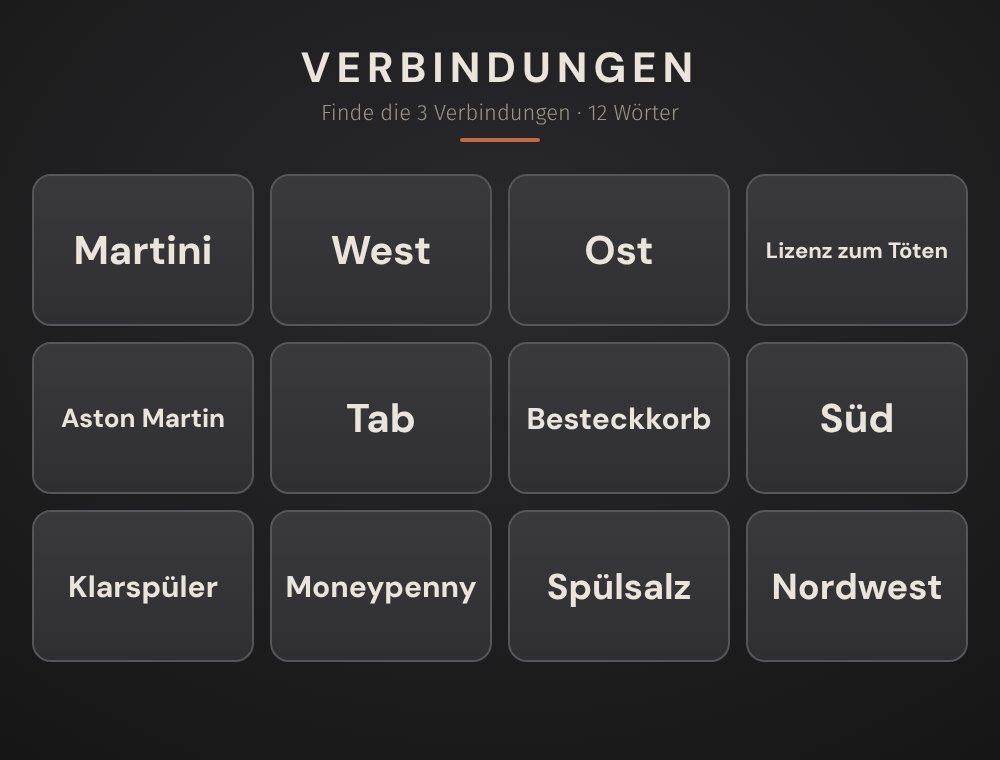 VERBINDUNGEN
Finde die 3 Verbindungen · 12 Wörter
Martini
West
Ost
Lizenz zum Töten
Aston Martin
Tab
Besteckkorb
Süd
Klarspüler
Moneypenny
Spülsalz
Nordwest